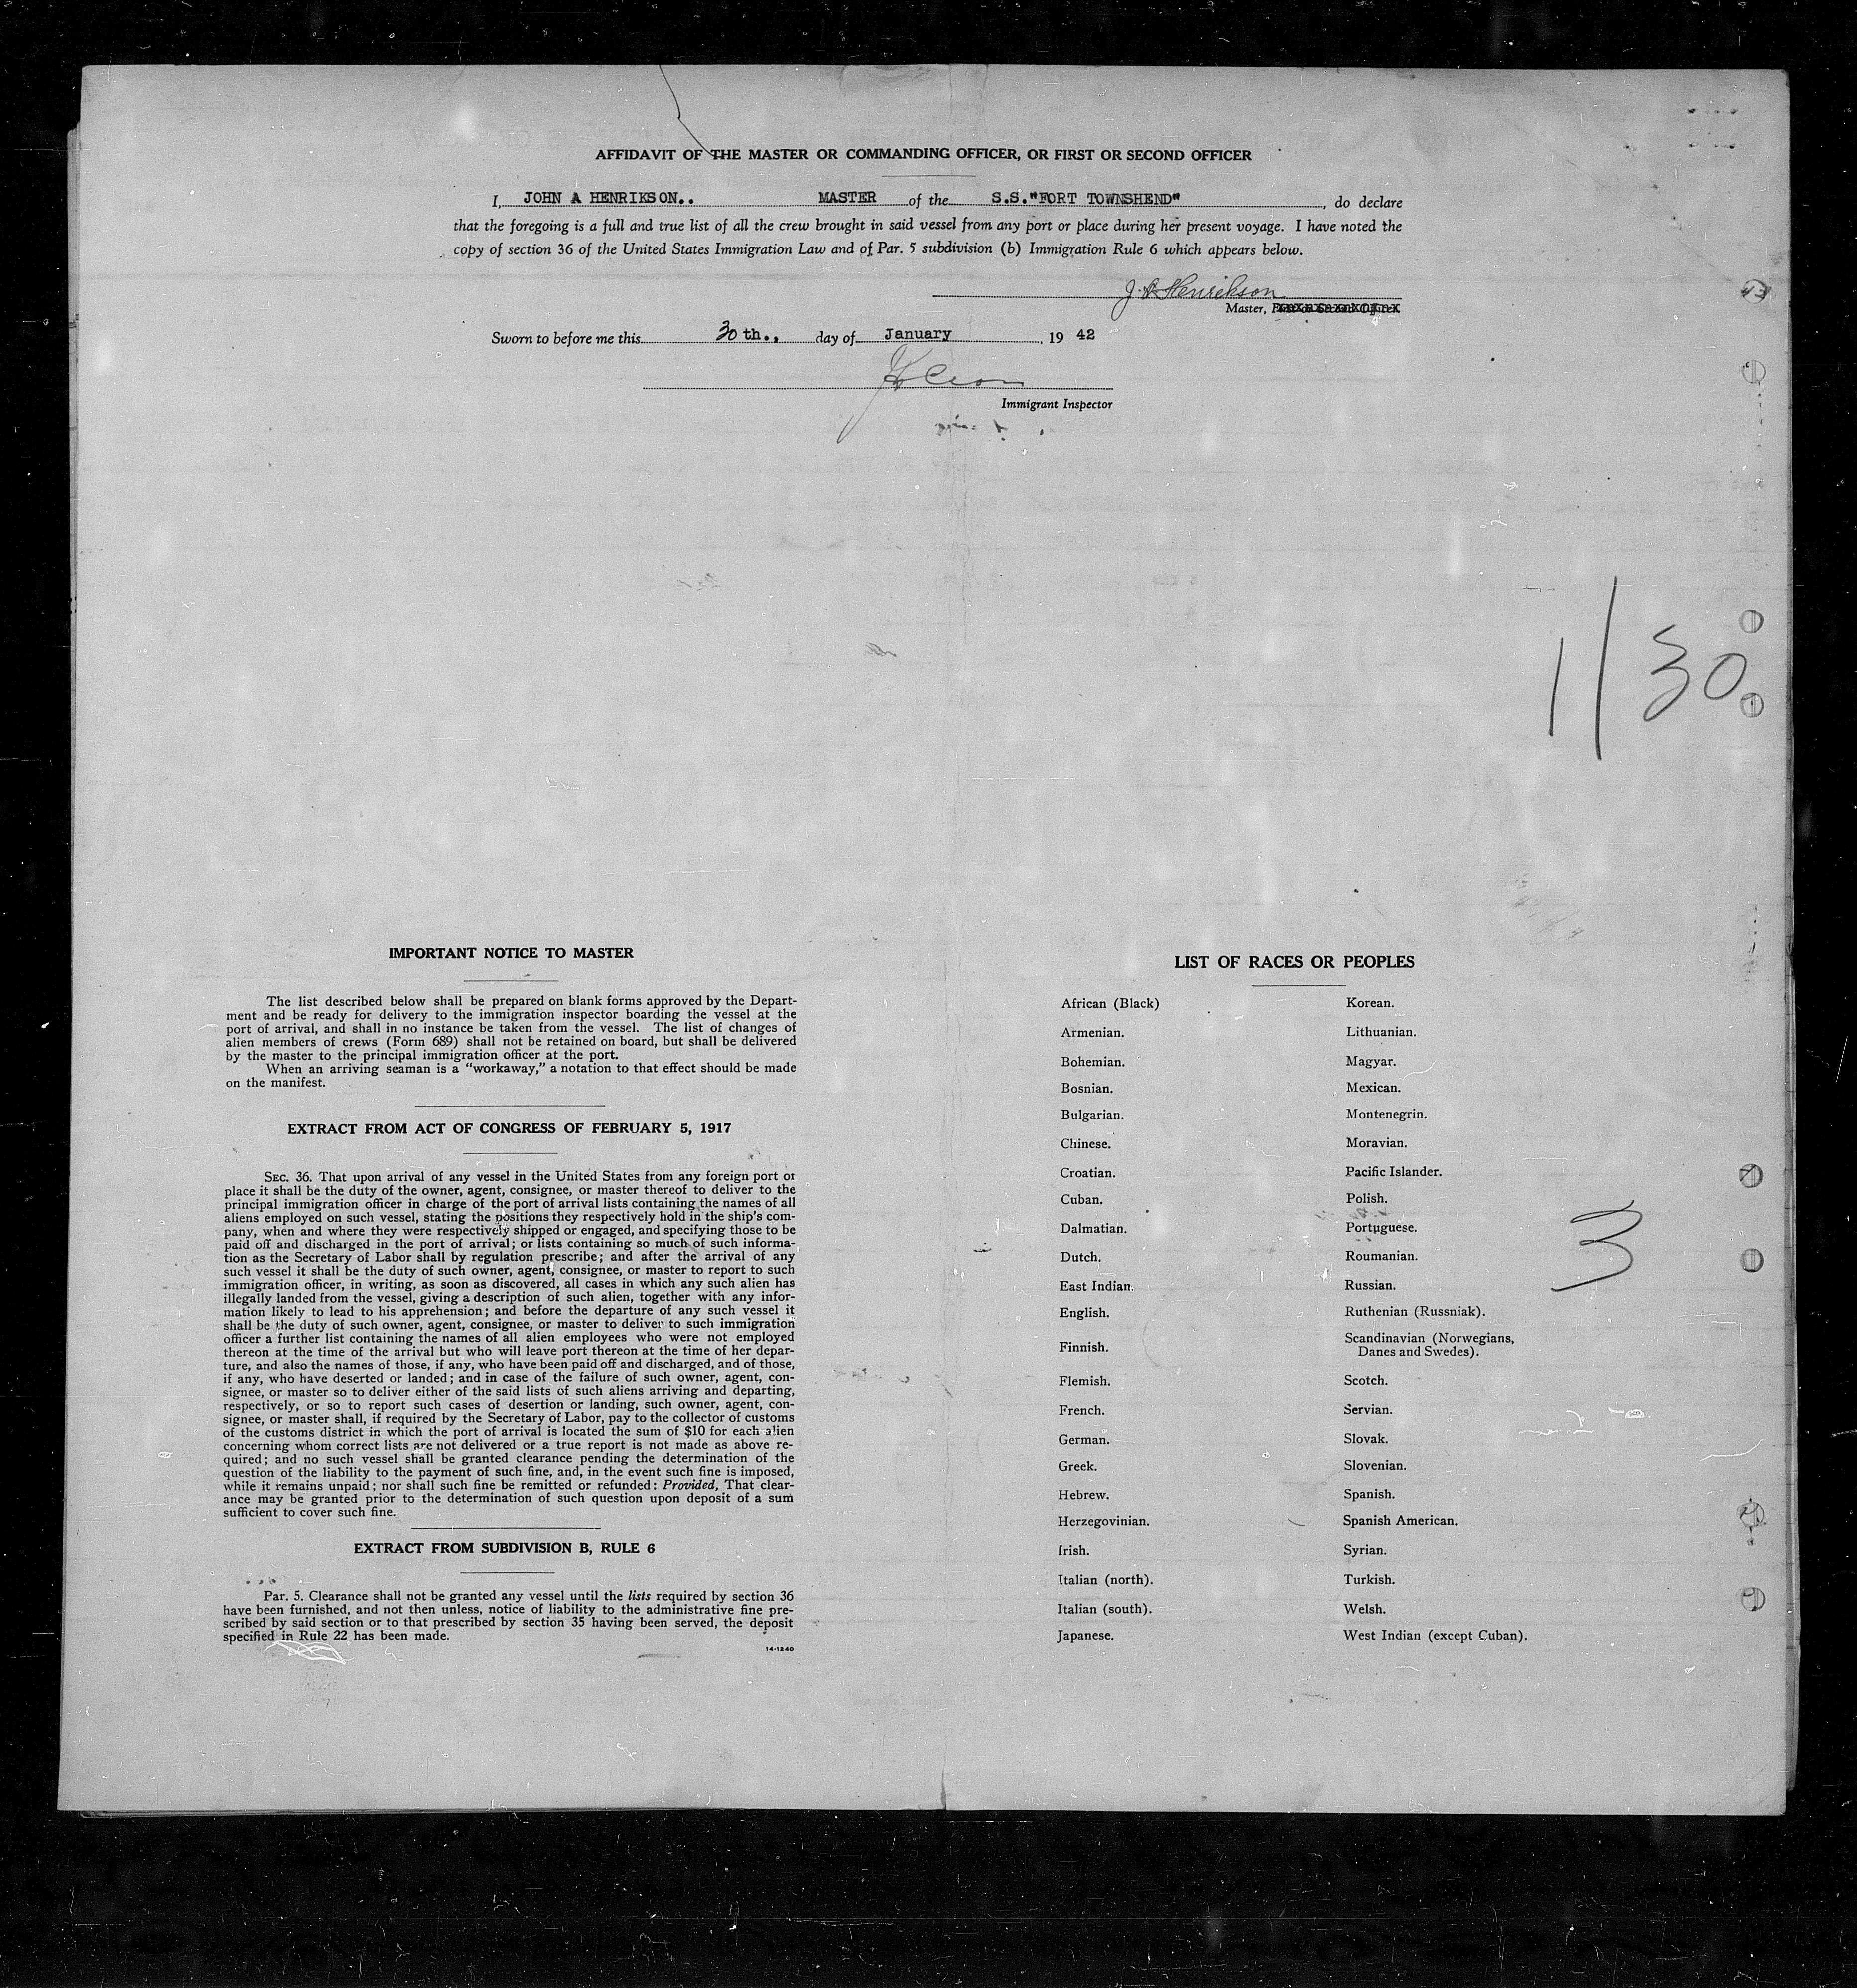 AFFIDAVIT OF THE MASTER OR COMMANDING OFFICER, OR FIRST OR SECOND OFFICER
I, JOHN A HENRIKSON.. MASTER of the S.S."FORT TOWNSHEND", do declare
that the foregoing is a full and true list of all the crew brought in said vessel from any port or place during her present voyage. I have noted the
copy of section 36 of the United States Immigration Law and of Par. 5 subdivision (b) Immigration Rule 6 which appears below.
J. A Henrikson
Master,
Sworn to before me this 30 th., day of January, 19 42
Immigrant Inspector
11 30
IMPORTANT NOTICE TO MASTER
The list described below shall be prepared on blank forms approved by the Depart-
ment and be ready for delivery to the immigration inspector boarding the vessel at the
port of arrival, and shall in no instance be taken from the vessel. The list of changes of
alien members of crews (Form 689) shall not be retained on board, but shall be delivered
by the master to the principal immigration officer at the port.
When an arriving seaman is a "workaway," a notation to that effect should be made
on the manifest.
EXTRACT FROM ACT OF CONGRESS OF FEBRUARY 5, 1917
SEC. 36. That upon arrival of any vessel in the United States from any foreign port or
place it shall be the duty of the owner, agent, consignee, or master thereof to deliver to the
principal immigration officer in charge of the port of arrival lists containing the names of all
aliens employed on such vessel, stating the positions they respectively hold in the ship's com-
pany, when and where they were respectively shipped or engaged, and specifying those to be
paid off and discharged in the port of arrival; or lists containing so much of such informa-
tion as the Secretary of Labor shall by regulation prescribe; and after the arrival of any
such vessel it shall be the duty of such owner, agent, consignee, or master to report to such
immigration officer, in writing, as soon as discovered, all cases in which any such alien has
illegally landed from the vessel, giving a description of such alien, together with any infor-
mation likely to lead to his apprehension; and before the departure of any such vessel it
shall be the duty of such owner, agent, consignee, or master to deliver to such immigration
officer a further list containing the names of all alien employees who were not employed
thereon at the time of the arrival but who will leave port thereon at the time of her depar-
ture, and also the names of those, if any, who have been paid off and discharged, and of those,
if any, who have deserted or landed; and in case of the failure of such owner, agent, con-
signee, or master so to deliver either of the said lists of such aliens arriving and departing,
respectively, or so to report such cases of desertion or landing, such owner, agent, con-
signee, or master shall, if required by the Secretary of Labor, pay to the collector of customs
of the customs district in which the port of arrival is located the sum of $10 for each alien
concerning whom correct lists are not delivered or a true report is not made as above re-
quired; and no such vessel shall be granted clearance pending the determination of the
question of the liability to the payment of such fine, and, in the event such fine is imposed,
while it remains unpaid; nor shall such fine be remitted or refunded: Provided, That clear-
ance may be granted prior to the determination of such question upon deposit of a sum
sufficient to cover such fine.
EXTRACT FROM SUBDIVISION B, RULE 6
Par. 5. Clearance shall not be granted any vessel until the lists required by section 36
have been furnished, and not then unless, notice of liability to the administrative fine pre-
scribed by said section or to that prescribed by section 35 having been served, the deposit
specified in Rule 22 has been made.
14-1240
LIST OF RACES OR PEOPLES
African (Black)
Armenian.
Bohemian.
Bosnian.
Bulgarian.
Chinese.
Croatian.
Cuban.
Dalmatian.
Dutch.
East Indian.
English.
Finnish.
Flemish.
French.
German.
Greek.
Hebrew.
Herzegovinian.
Irish.
Italian (north).
Italian (south).
Japanese.
Korean.
Lithuanian.
Magyar.
Mexican.
Montenegrin.
Moravian.
Pacific Islander.
Polish.
Portuguese.
Roumanian.
Russian.
Ruthenian (Russniak).
Scandinavian (Norwegians,
Danes and Swedes).
Scotch.
Servian.
Slovak.
Slovenian.
Spanish.
Spanish American.
Syrian.
Turkish.
Welsh.
West Indian (except Cuban).
3